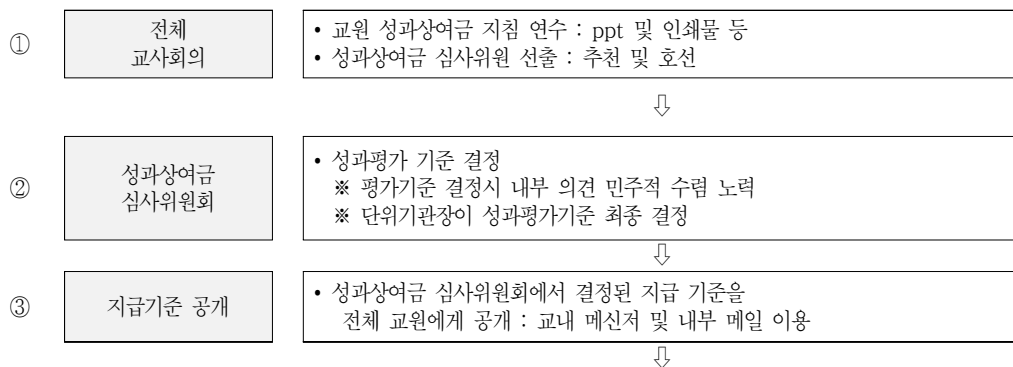 ①
전체
교사회의
• 교원 성과상여금 지침 연수 : ppt 및 인쇄물 등
• 성과상여금 심사위원 선출 : 추천 및 호선
⇩
②
성과상여금
심사위원회
• 성과평가 기준 결정
※ 평가기준 결정시 내부 의견 민주적 수렴 노력
※ 단위기관장이 성과평가기준 최종 결정
⇩
③
지급기준 공개
• 성과상여금 심사위원회에서 결정된 지급 기준을
전체 교원에게 공개 : 교내 메신저 및 내부 메일 이용
⇩